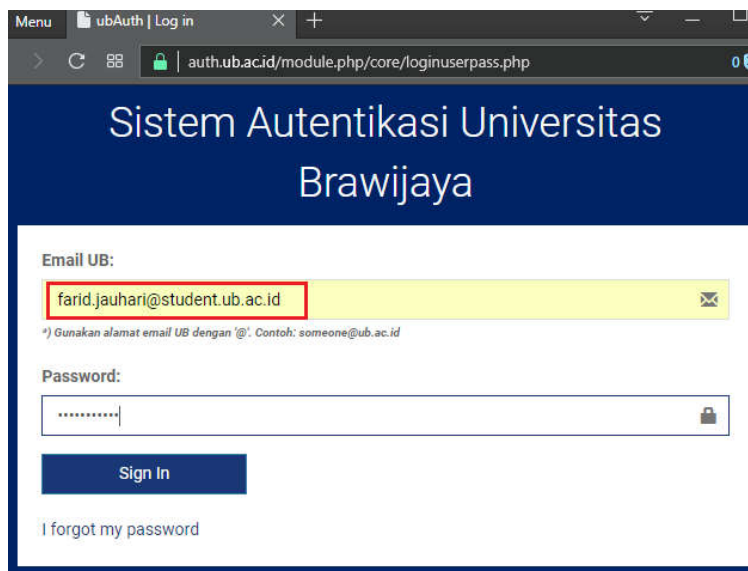 Menu ubAuth | Log in
auth.ub.ac.id/module.php/core/loginuserpass.php 0
Sistem Autentikasi Universitas
Brawijaya
Email UB:
farid.jauhari@student.ub.ac.id
*) Gunakan alamat email UB dengan '@'. Contoh: someone@ub.ac.id
Password:
•••••••••••
Sign In
I forgot my password